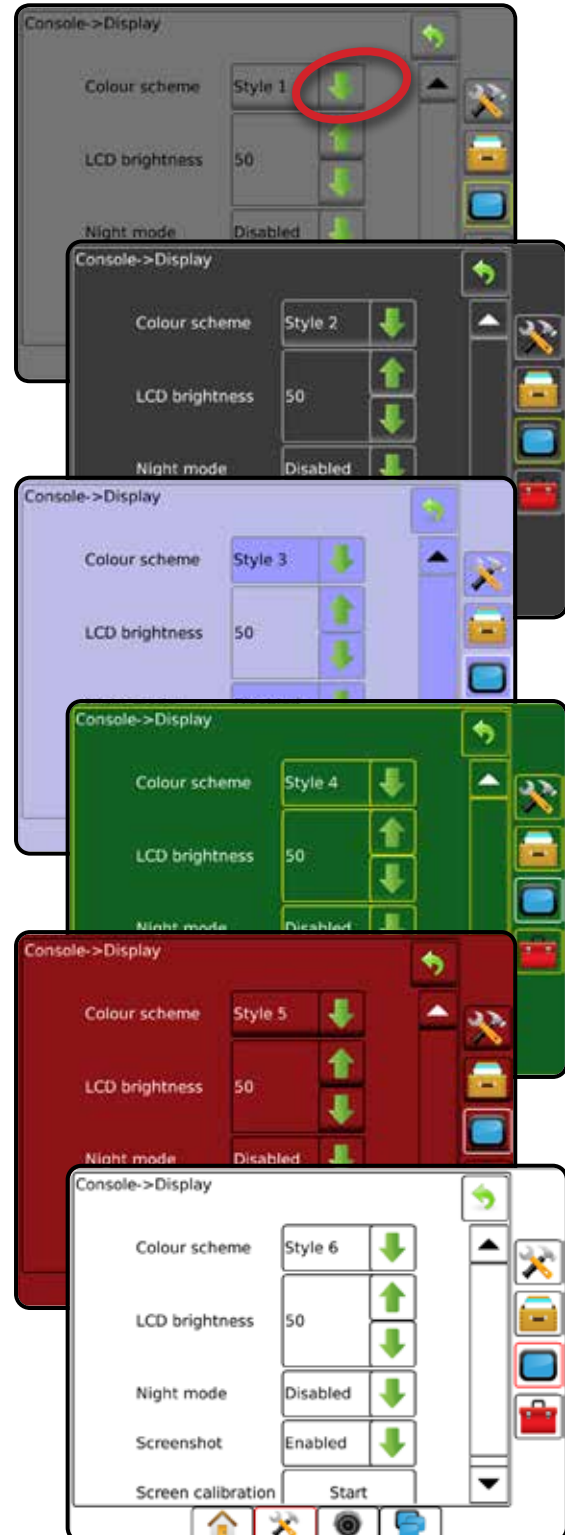 Console->Display
Colour scheme Style 1
LCD brightness 50
Night mode Disabled
Console->Display
Colour scheme Style 2
LCD brightness 50
Night mode Disabled
Console->Display
Colour scheme Style 3
LCD brightness 50
Console->Display
Colour scheme Style 4
LCD brightness 50
Night mode Disabled
Console->Display
Colour scheme Style 5
LCD brightness 50
Night mode Disabled
Console->Display
Colour scheme Style 6
LCD brightness 50
Night mode Disabled
Screenshot Enabled
Screen calibration Start